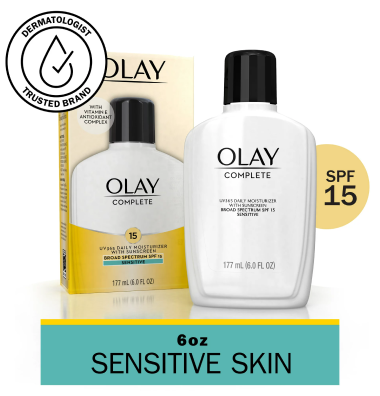 DERMATOLOGIST
TRUSTED BRAND
OLAY
WITH
VITAMIN E
ANTIOXIDANT
COMPLEX
OLAY
COMPLETE
15
UV365 DAILY MOISTURIZER
WITH SUNSCREEN
BROAD SPECTRUM SPF 15
SENSITIVE
177 mL (6.0 FL OZ)
OLAY
COMPLETE
UV365 DAILY MOISTURIZER
WITH SUNSCREEN
BROAD SPECTRUM SPF 15
SENSITIVE
177 mL (6.0 FL OZ)
SPF
15
6oz
SENSITIVE SKIN